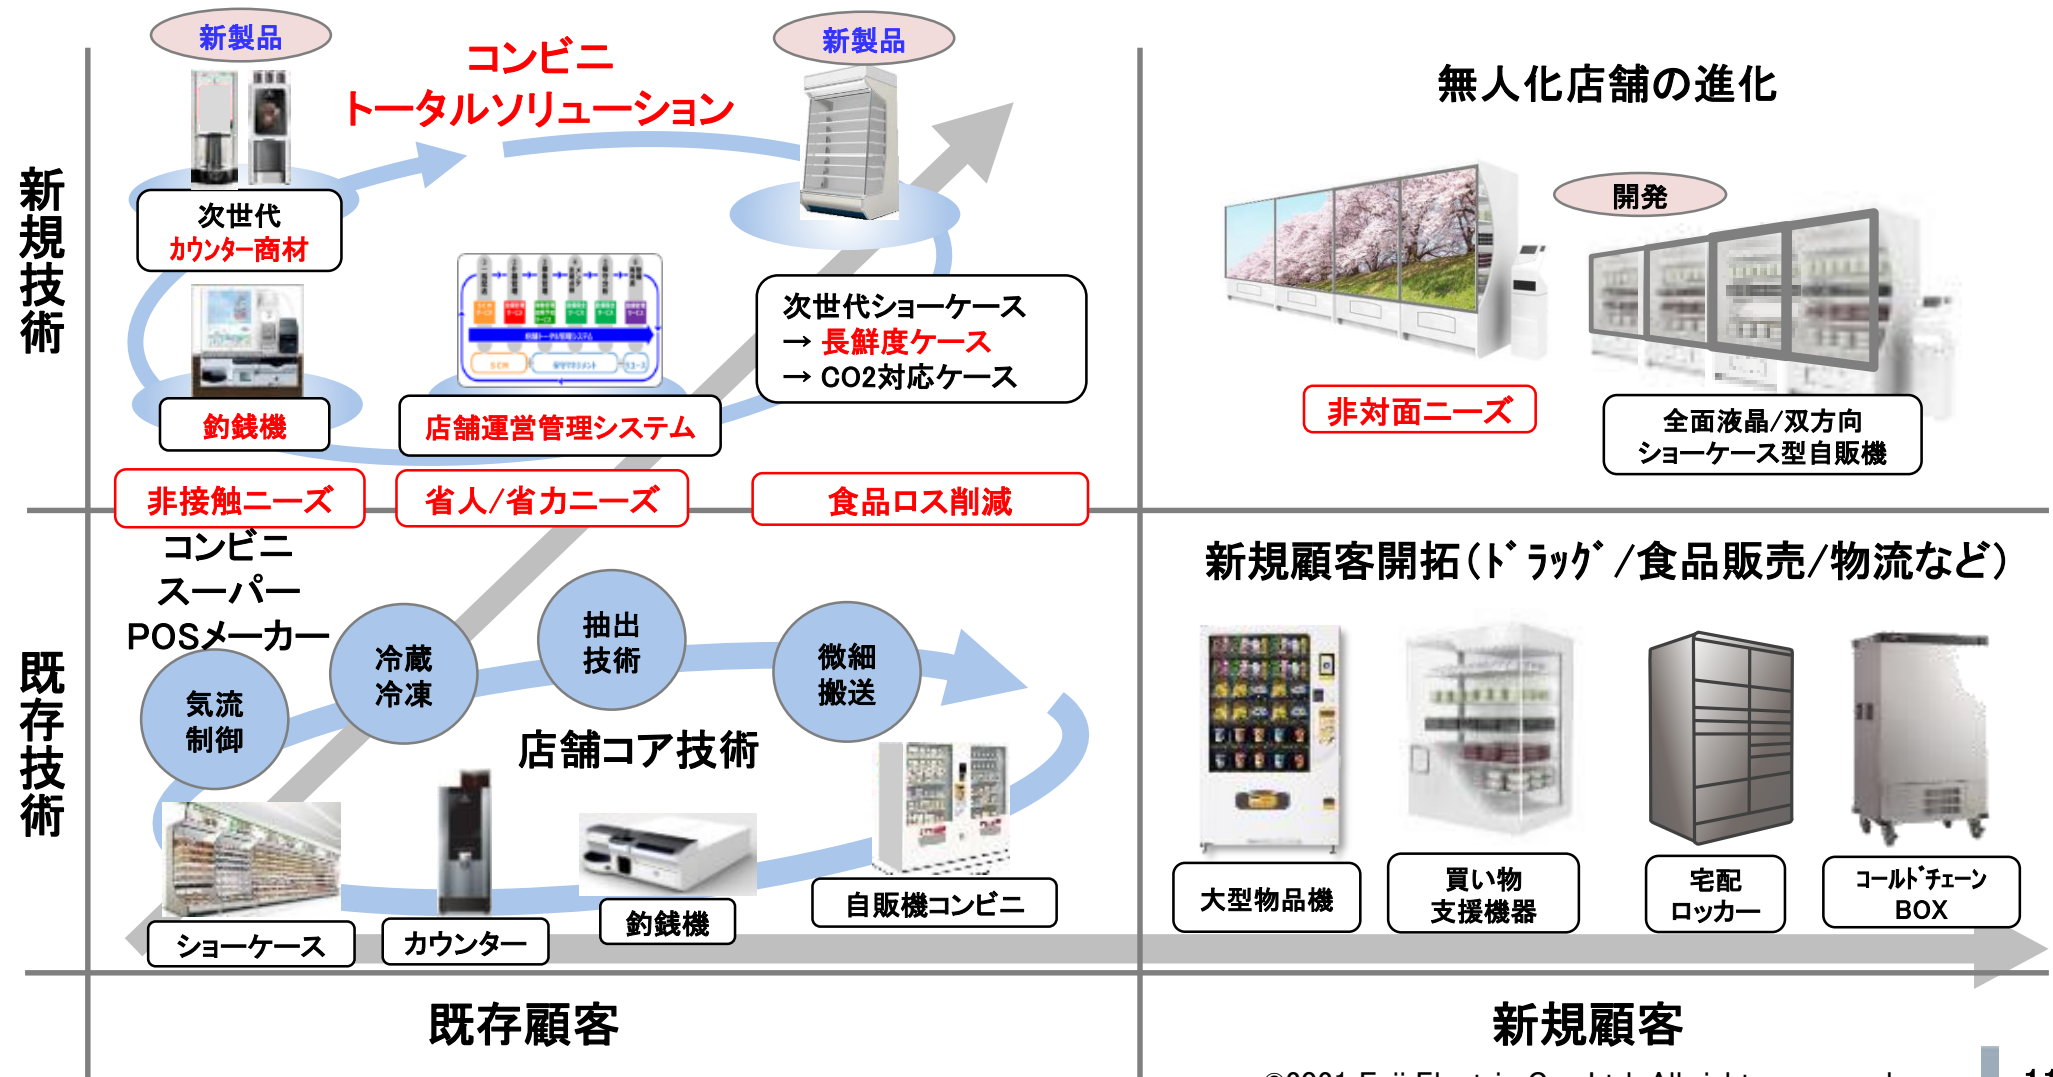 新製品
新製品
コンビニ
トータルソリューション
無人化店舗の進化
新規技術
次世代
カウンター商材
開発
次世代ショーケース
→ 長鮮度ケース
→ CO2対応ケース
SCM
釣銭機
店舗運営管理システム
非対面ニーズ
全面液晶/双方向
ショーケース型自販機
非接触ニーズ
省人/省力ニーズ
食品ロス削減
コンビニ
スーパー
POSメーカー
新規顧客開拓(ﾄﾞﾗｯｸﾞ/食品販売/物流など)
既存技術
気流
制御
冷蔵
冷凍
抽出
技術
微細
搬送
店舗コア技術
ショーケース
カウンター
釣銭機
自販機コンビニ
大型物品機
買い物
支援機器
宅配
ロッカー
ｺｰﾙﾄﾞﾁｪｰﾝ
BOX
既存顧客
新規顧客